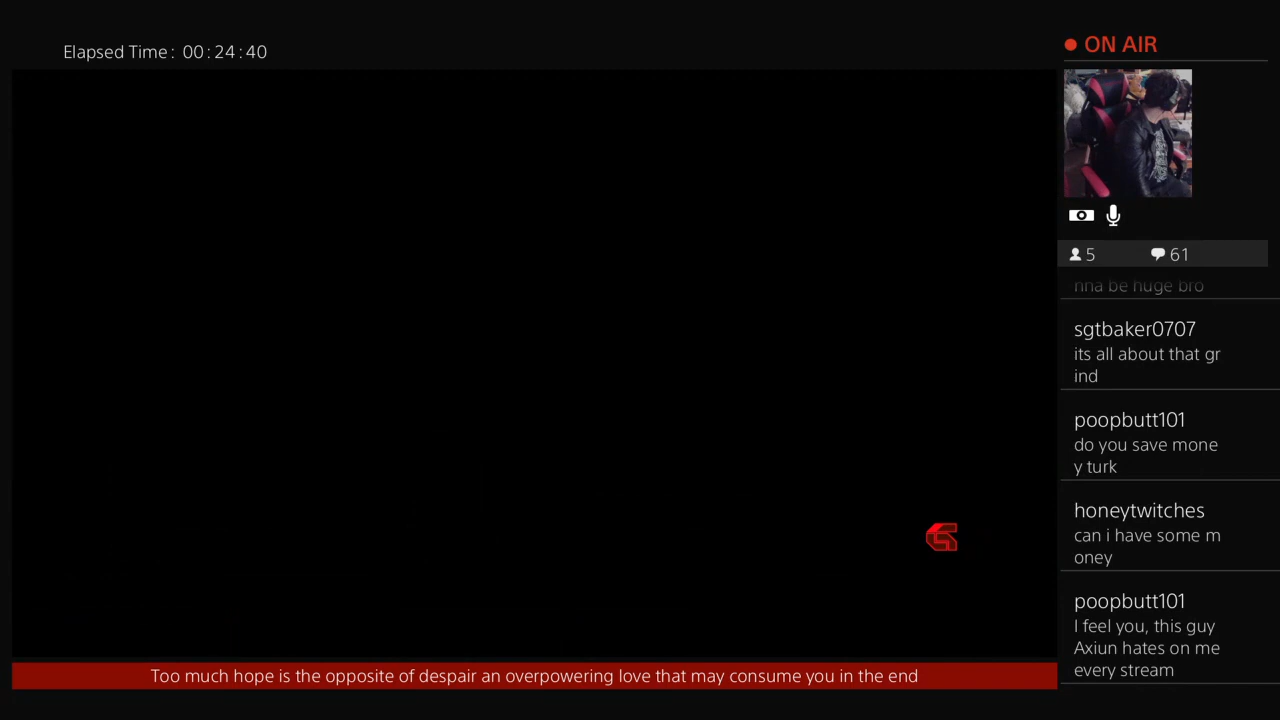 Elapsed Time: 00:24:40
ON AIR
5 61
nna be huge bro
sgtbaker0707
its all about that gr
ind
poopbutt101
do you save mone
y turk
honeytwitches
can i have some m
oney
poopbutt101
I feel you, this guy
Axiun hates on me
every stream
Too much hope is the opposite of despair an overpowering love that may consume you in the end